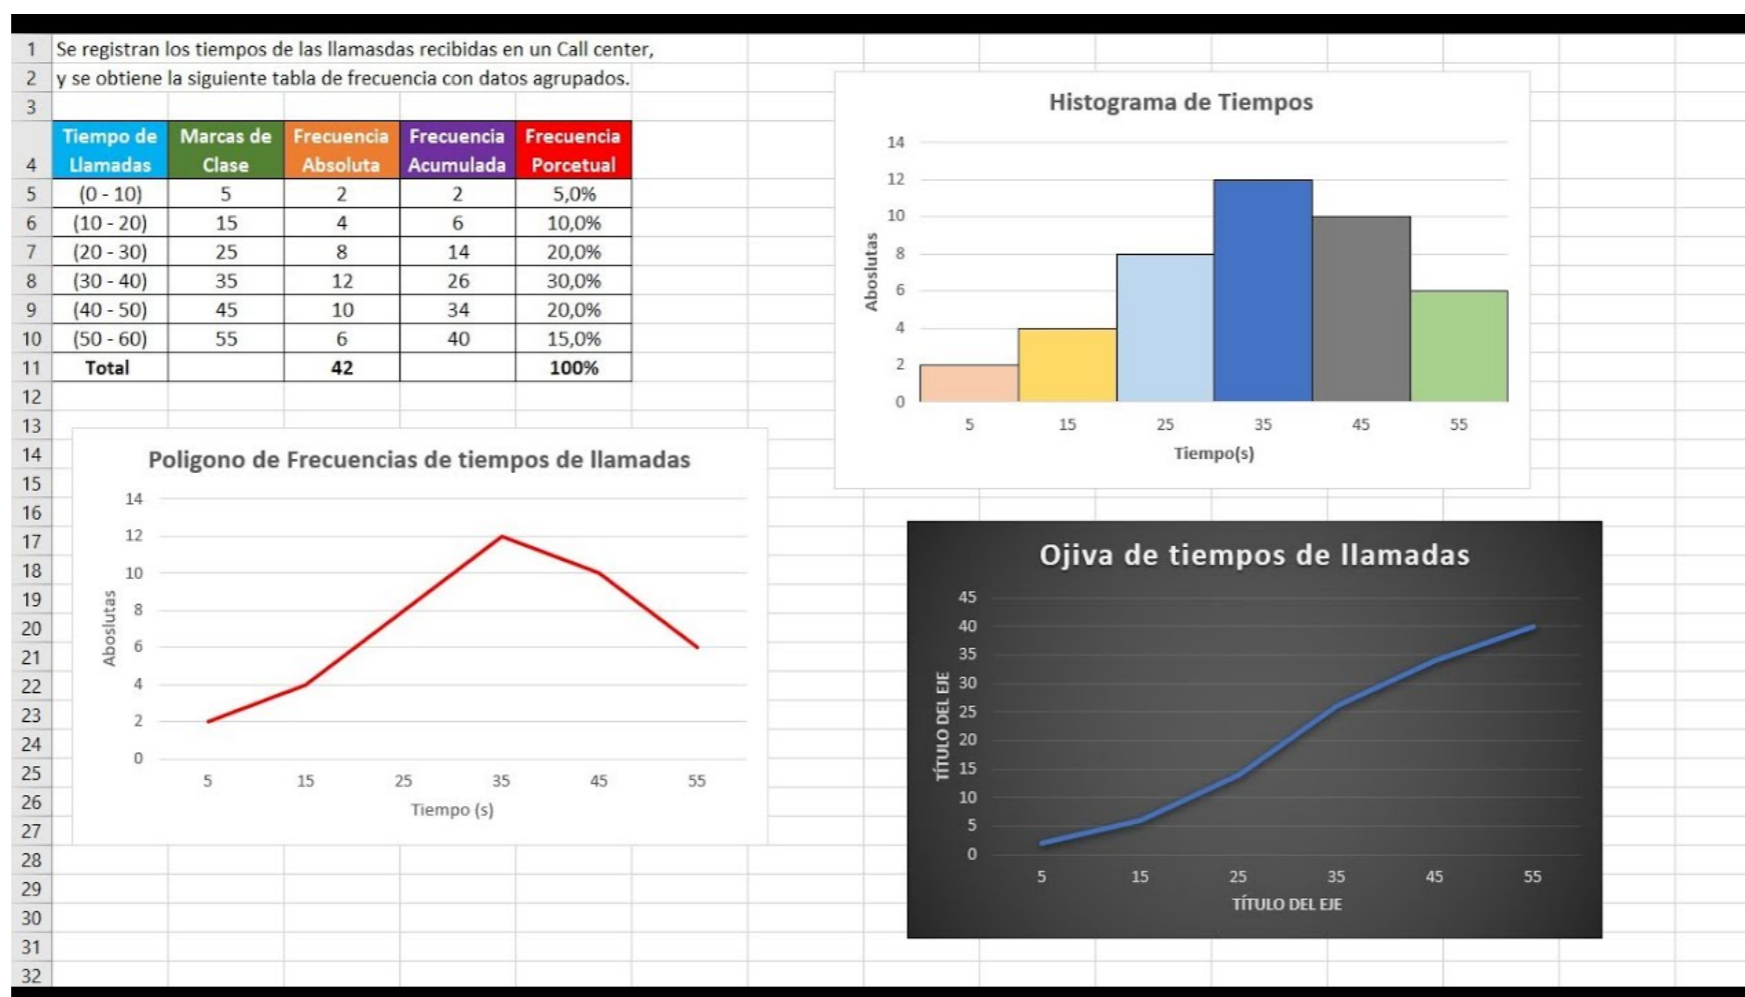 1 Se registran los tiempos de las llamasdas recibidas en un Call center,
2 y se obtiene la siguiente tabla de frecuencia con datos agrupados.
3
Tiempo de Marcas de Frecuencia Frecuencia Frecuencia
4 Llamadas Clase Absoluta Acumulada Porcetual
5 (0 - 10) 5 2 2 5,0%
6 (10 - 20) 15 4 6 10,0%
7 (20 - 30) 25 8 14 20,0%
8 (30 - 40) 35 12 26 30,0%
9 (40 - 50) 45 10 34 20,0%
10 (50 - 60) 55 6 40 15,0%
11 Total 42 100%
12
13
14
15
16
17
18
19
20
21
22
23
24
25
26
27
28
29
30
31
32
Histograma de Tiempos
14
12
10
8
6
4
2
0
Aboslutas
5 15 25 35 45 55
Tiempo(s)
Poligono de Frecuencias de tiempos de llamadas
14
12
10
8
6
4
2
0
Aboslutas
5 15 25 35 45 55
Tiempo (s)
Ojiva de tiempos de llamadas
45
40
35
30
25
20
15
10
5
0
TÍTULO DEL EJE
5 15 25 35 45 55
TÍTULO DEL EJE